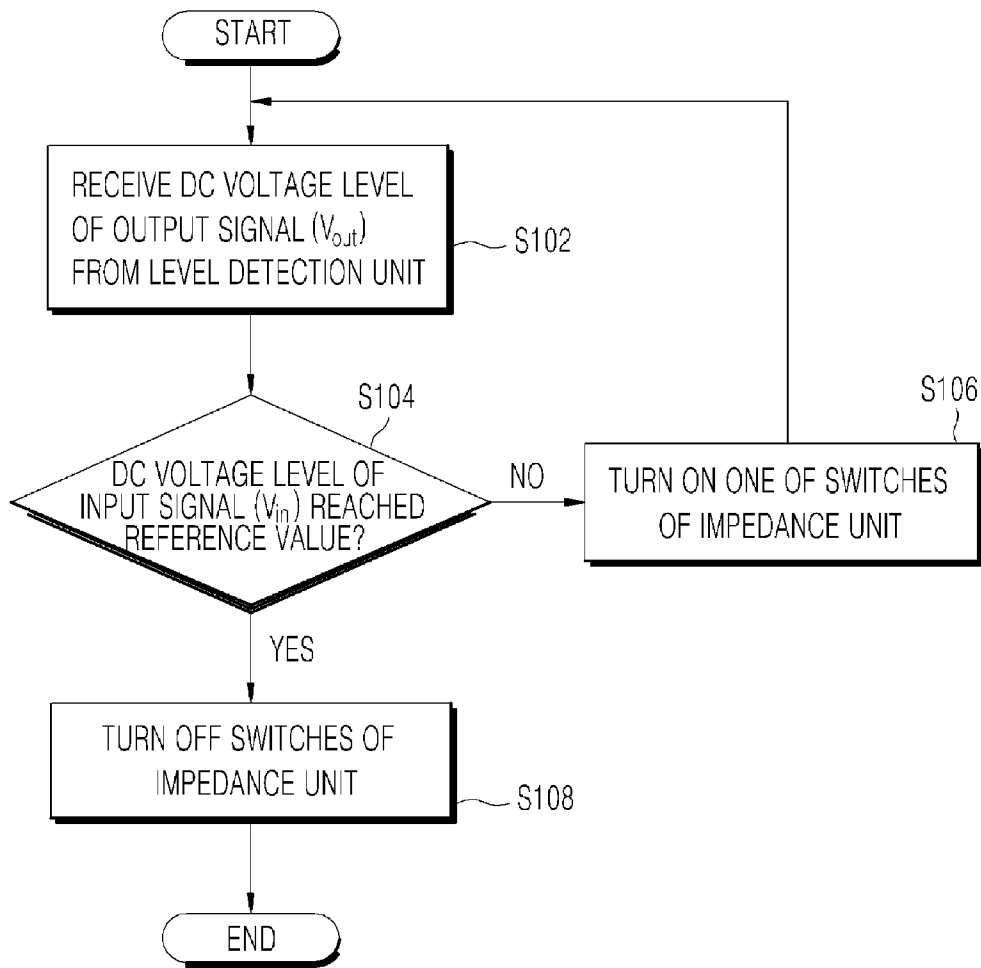 START
RECEIVE DC VOLTAGE LEVEL
OF OUTPUT SIGNAL (Vout)
FROM LEVEL DETECTION UNIT
S102
S104
DC VOLTAGE LEVEL OF
INPUT SIGNAL (Vin) REACHED
REFERENCE VALUE?
NO
S106
TURN ON ONE OF SWITCHES
OF IMPEDANCE UNIT
YES
TURN OFF SWITCHES OF
IMPEDANCE UNIT
S108
END